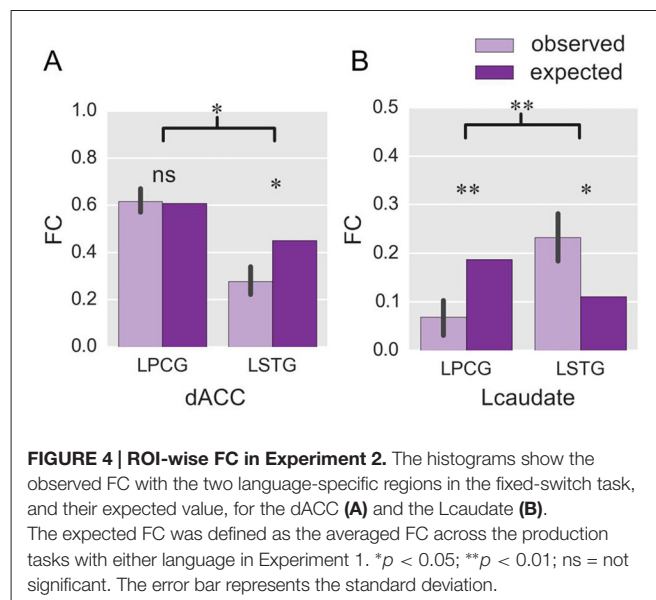 A
B
observed
expected
*
**
1.0
0.8
0.6
0.4
0.2
0.0
FC
ns
*
LPCG
LSTG
dACC
0.5
0.4
0.3
0.2
0.1
0.0
FC
**
*
LPCG
LSTG
Lcaudate
FIGURE 4 | ROI-wise FC in Experiment 2. The histograms show the
observed FC with the two language-specific regions in the fixed-switch task,
and their expected value, for the dACC (A) and the Lcaudate (B).
The expected FC was defined as the averaged FC across the production
tasks with either language in Experiment 1. *p < 0.05; **p < 0.01; ns = not
significant. The error bar represents the standard deviation.